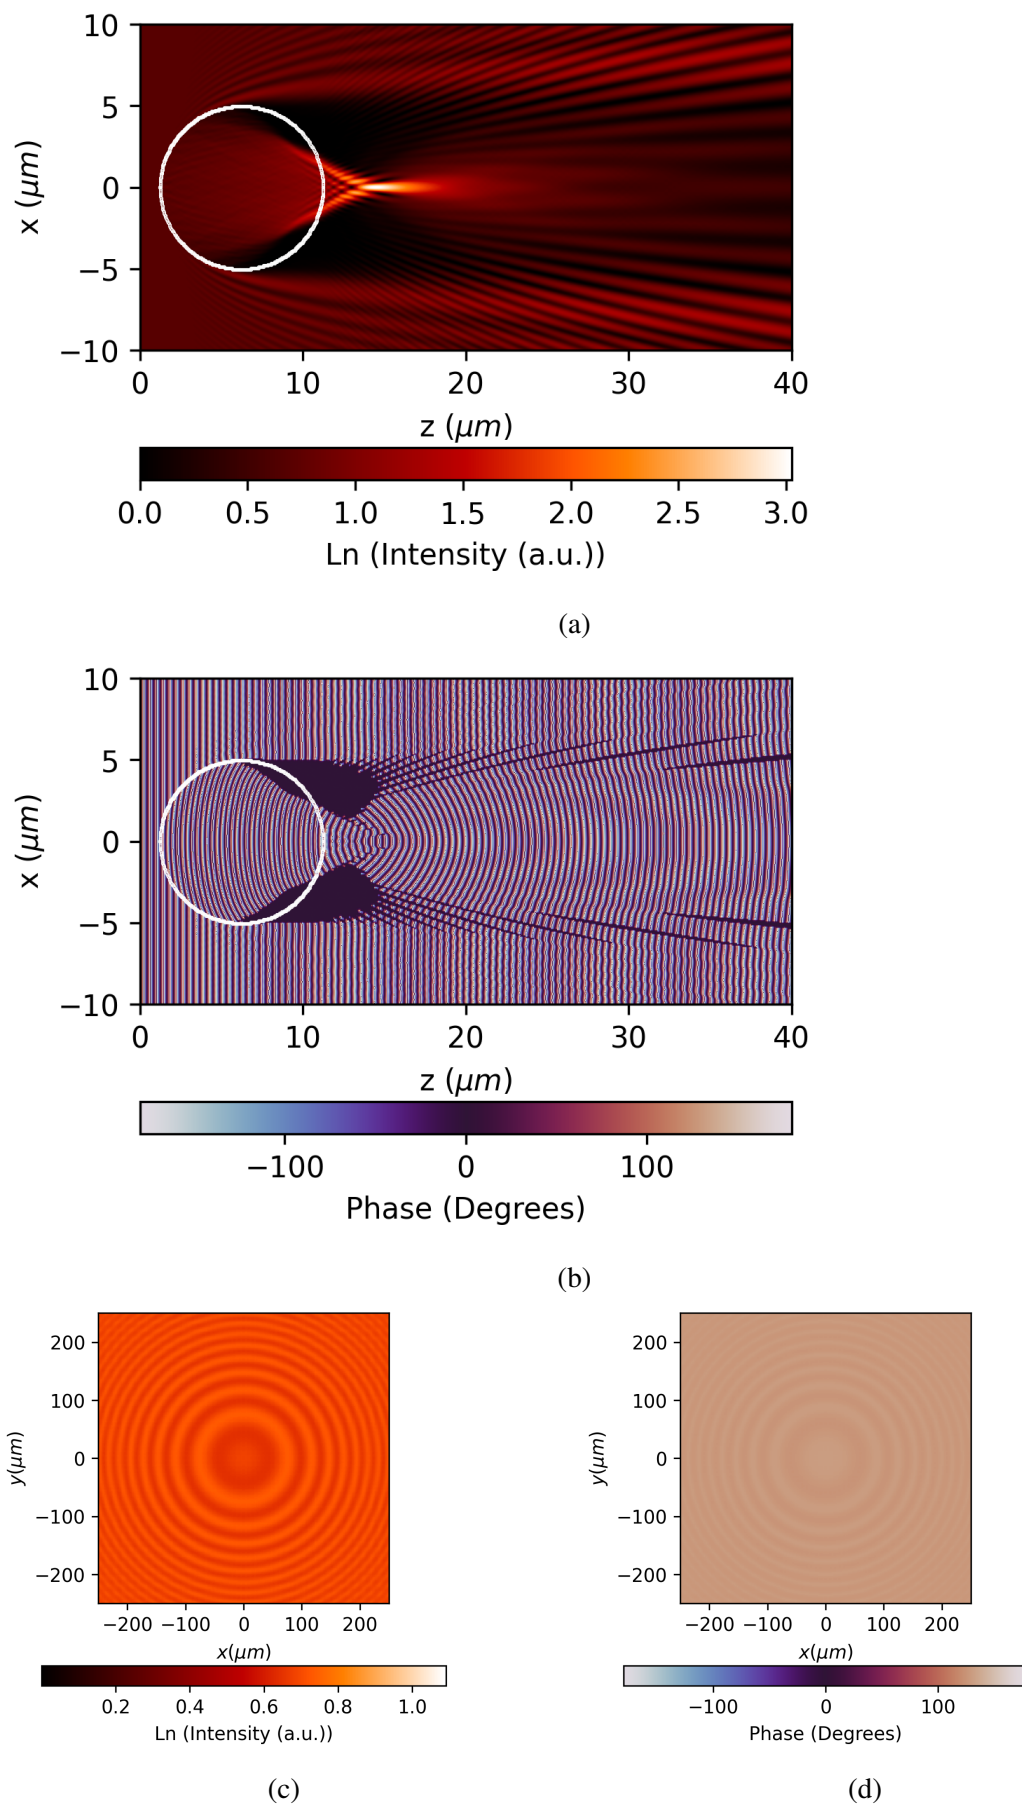 10
5
0
−5
−10
x (μm)
0 10 20 30 40
z (μm)
0.0 0.5 1.0 1.5 2.0 2.5 3.0
Ln (Intensity (a.u.))
(a)
10
5
0
−5
−10
x (μm)
0 10 20 30 40
z (μm)
−100 0 100
Phase (Degrees)
(b)
200
100
0
−100
−200
y(μm)
−200 −100 0 100 200
x(μm)
0.2 0.4 0.6 0.8 1.0
Ln (Intensity (a.u.))
(c)
200
100
0
−100
−200
y(μm)
−200 −100 0 100 200
x(μm)
−100 0 100
Phase (Degrees)
(d)